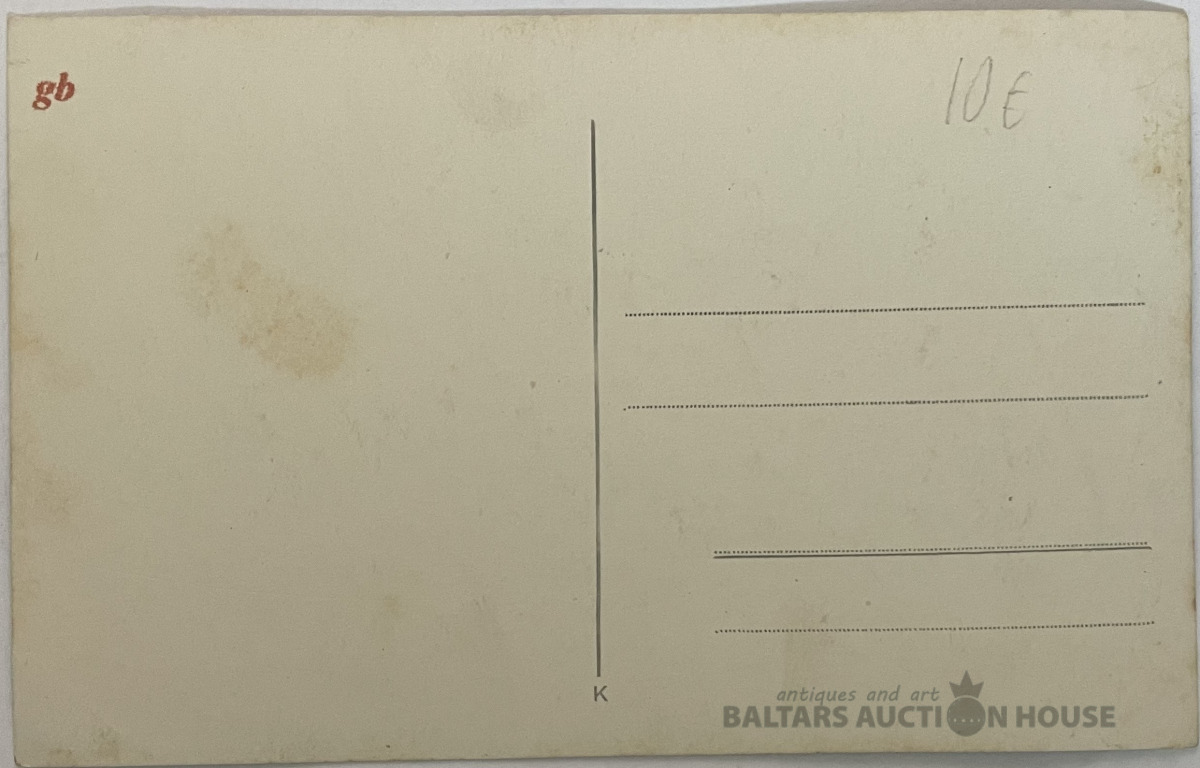 gb
10 €
K
antiques and art
BALTARS AUCTION HOUSE